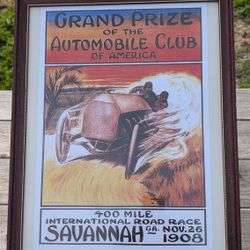 GRAND PRIZE
OF THE
AUTOMOBILE CLUB
OF AMERICA
400 MILE
INTERNATIONAL ROAD RACE
SAVANNAH GA. NOV. 26
1908